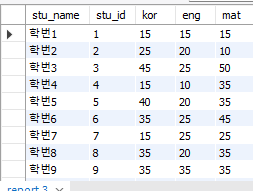 stu_name stu_id kor eng mat
학번1 1 15 15 15
학번2 2 25 20 10
학번3 3 45 25 50
학번4 4 15 10 35
학번5 5 40 20 35
학번6 6 35 25 45
학번7 7 15 25 25
학번8 8 35 20 35
학번9 9 35 35 35
report 3